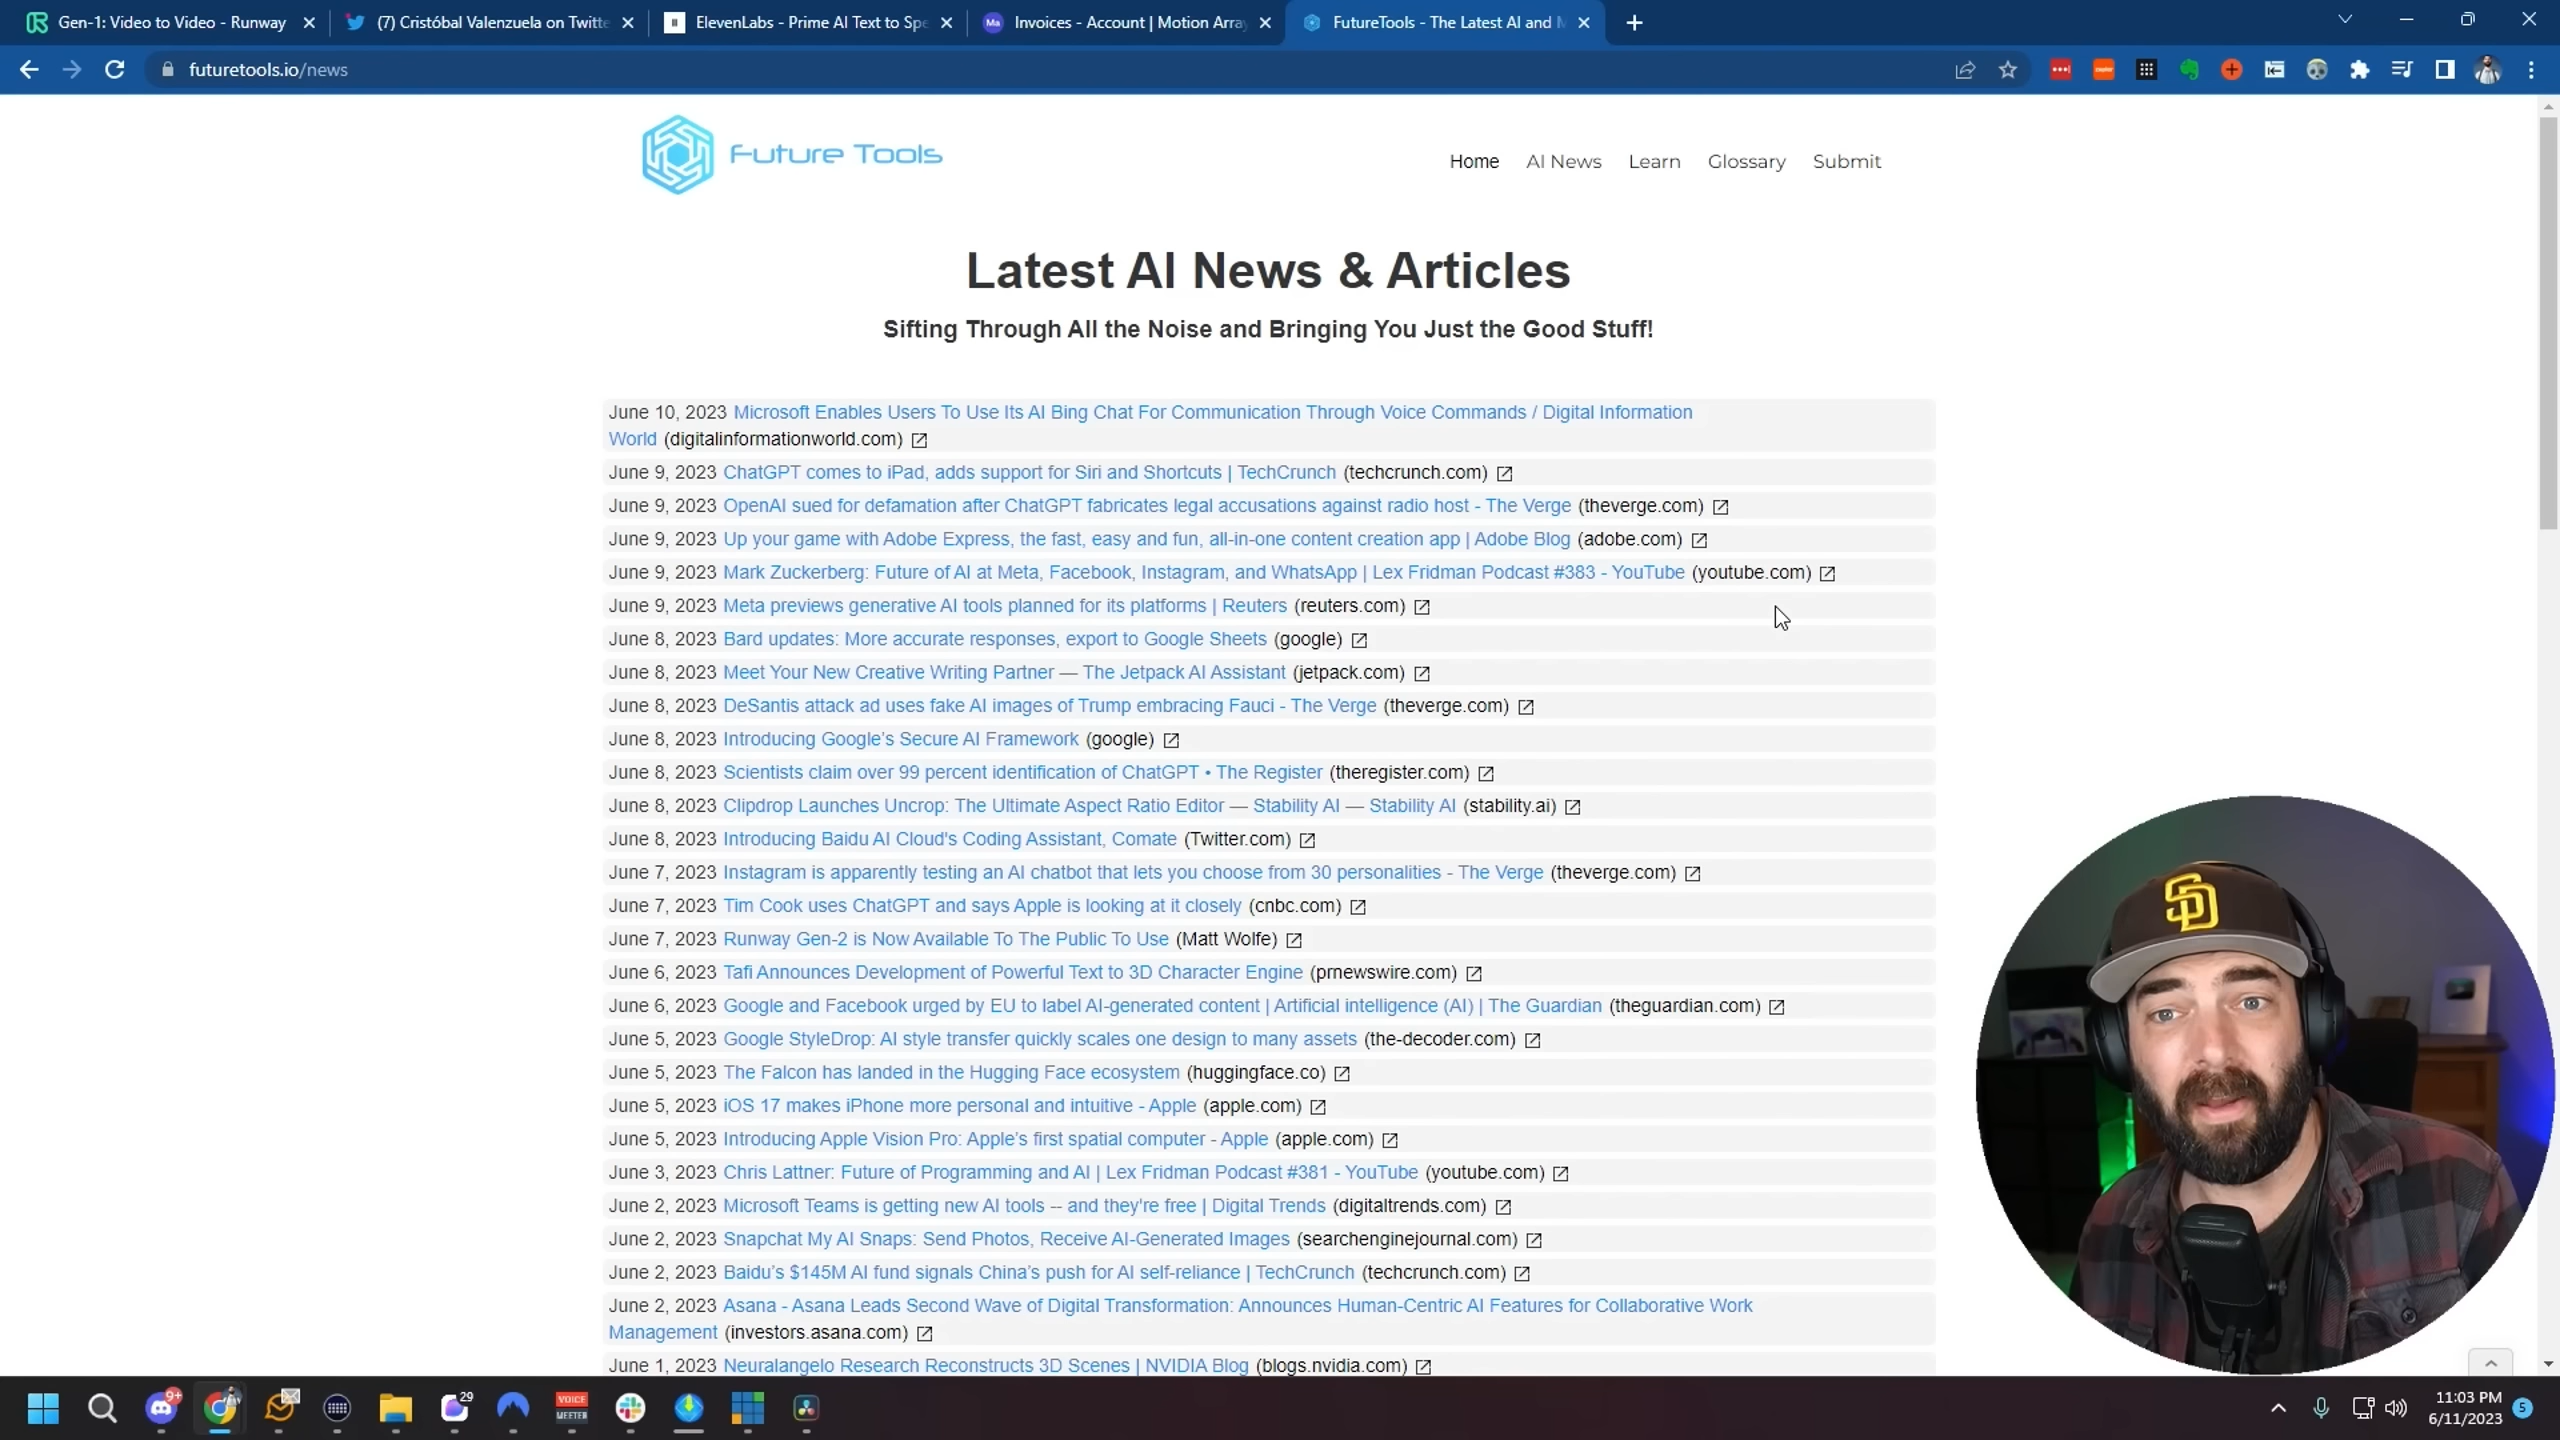 Gen-1: Video to Video - Runway
(7) Cristóbal Valenzuela on Twitte
ElevenLabs - Prime AI Text to Spe
Ma
Invoices - Account | Motion Array
FutureTools - The Latest AI and M
futuretools.io/news
Future Tools
Home
AI News
Learn
Glossary
Submit
Latest AI News & Articles
Sifting Through All the Noise and Bringing You Just the Good Stuff!
June 10, 2023 Microsoft Enables Users To Use Its AI Bing Chat For Communication Through Voice Commands / Digital Information
World (digitalinformationworld.com)
June 9, 2023 ChatGPT comes to iPad, adds support for Siri and Shortcuts | TechCrunch (techcrunch.com)
June 9, 2023 OpenAI sued for defamation after ChatGPT fabricates legal accusations against radio host - The Verge (theverge.com)
June 9, 2023 Up your game with Adobe Express, the fast, easy and fun, all-in-one content creation app | Adobe Blog (adobe.com)
June 9, 2023 Mark Zuckerberg: Future of AI at Meta, Facebook, Instagram, and WhatsApp | Lex Fridman Podcast #383 - YouTube (youtube.com)
June 9, 2023 Meta previews generative AI tools planned for its platforms | Reuters (reuters.com)
June 8, 2023 Bard updates: More accurate responses, export to Google Sheets (google)
June 8, 2023 Meet Your New Creative Writing Partner — The Jetpack AI Assistant (jetpack.com)
June 8, 2023 DeSantis attack ad uses fake AI images of Trump embracing Fauci - The Verge (theverge.com)
June 8, 2023 Introducing Google’s Secure AI Framework (google)
June 8, 2023 Scientists claim over 99 percent identification of ChatGPT • The Register (theregister.com)
June 8, 2023 Clipdrop Launches Uncrop: The Ultimate Aspect Ratio Editor — Stability AI — Stability AI (stability.ai)
June 8, 2023 Introducing Baidu AI Cloud's Coding Assistant, Comate (Twitter.com)
June 7, 2023 Instagram is apparently testing an AI chatbot that lets you choose from 30 personalities - The Verge (theverge.com)
June 7, 2023 Tim Cook uses ChatGPT and says Apple is looking at it closely (cnbc.com)
June 7, 2023 Runway Gen-2 is Now Available To The Public To Use (Matt Wolfe)
June 6, 2023 Tafi Announces Development of Powerful Text to 3D Character Engine (prnewswire.com)
June 6, 2023 Google and Facebook urged by EU to label AI-generated content | Artificial intelligence (AI) | The Guardian (theguardian.com)
June 5, 2023 Google StyleDrop: AI style transfer quickly scales one design to many assets (the-decoder.com)
June 5, 2023 The Falcon has landed in the Hugging Face ecosystem (huggingface.co)
June 5, 2023 iOS 17 makes iPhone more personal and intuitive - Apple (apple.com)
June 5, 2023 Introducing Apple Vision Pro: Apple’s first spatial computer - Apple (apple.com)
June 3, 2023 Chris Lattner: Future of Programming and AI | Lex Fridman Podcast #381 - YouTube (youtube.com)
June 2, 2023 Microsoft Teams is getting new AI tools -- and they're free | Digital Trends (digitaltrends.com)
June 2, 2023 Snapchat My AI Snaps: Send Photos, Receive AI-Generated Images (searchenginejournal.com)
June 2, 2023 Baidu’s $145M AI fund signals China’s push for AI self-reliance | TechCrunch (techcrunch.com)
June 2, 2023 Asana - Asana Leads Second Wave of Digital Transformation: Announces Human-Centric AI Features for Collaborative Work
Management (investors.asana.com)
June 1, 2023 Neuralangelo Research Reconstructs 3D Scenes | NVIDIA Blog (blogs.nvidia.com)
SD
9+
29
VOICE
MEETER
11:03 PM
6/11/2023
5